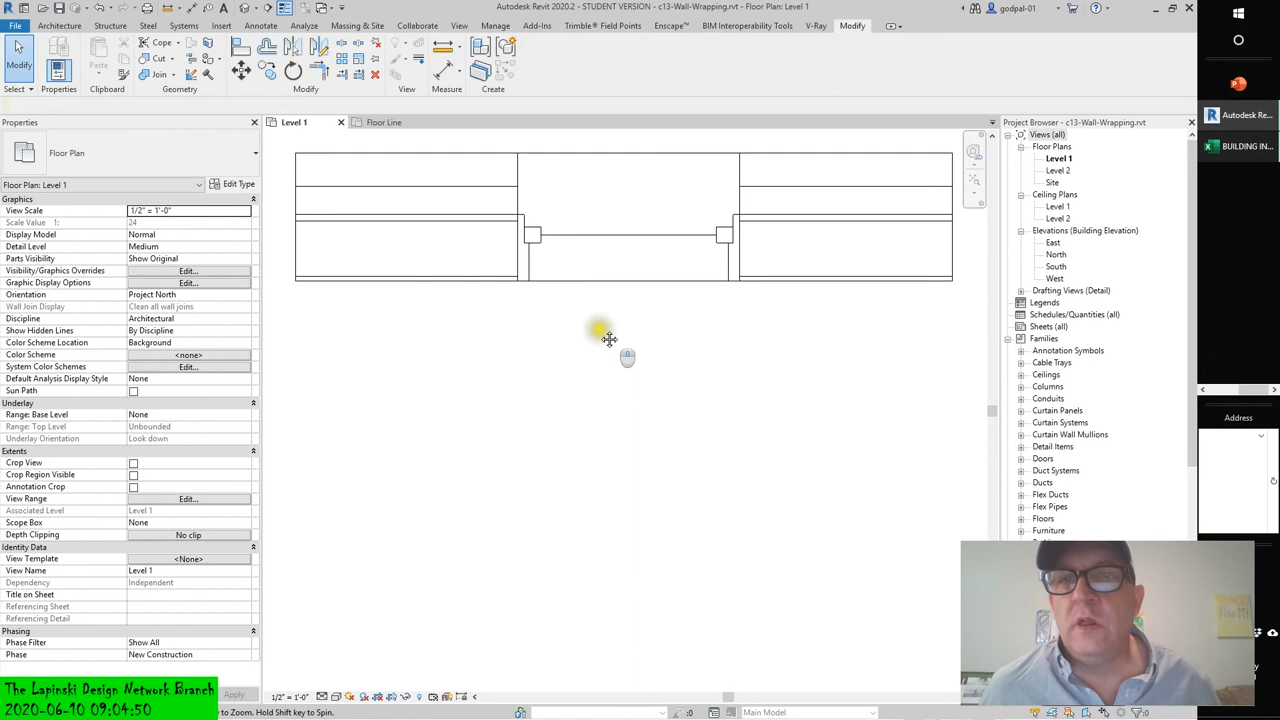 Autodesk Revit 2020.2 - STUDENT VERSION - c13-Wall-Wrapping.rvt - Floor Plan: Level 1
godpal-01
File Architecture Structure Steel Systems Insert Annotate Analyze Massing & Site Collaborate View Manage Add-Ins Trimble® Field Points Enscape™ BIM Interoperability Tools V-Ray Modify
Modify
Paste
Cope
Cut
Join
Select Properties Clipboard Geometry Modify View Measure Create
Properties
Level 1
Floor Line
Project Browser - c13-Wall-Wrapping.rvt
Floor Plan
Floor Plan: Level 1
Edit Type
Graphics
View Scale 1/2" = 1'-0"
Scale Value 1: 24
Display Model Normal
Detail Level Medium
Parts Visibility Show Original
Visibility/Graphics Overrides Edit...
Graphic Display Options Edit...
Orientation Project North
Wall Join Display Clean all wall joins
Discipline Architectural
Show Hidden Lines By Discipline
Color Scheme Location Background
Color Scheme <none>
System Color Schemes Edit...
Default Analysis Display Style None
Sun Path
Underlay
Range: Base Level None
Range: Top Level Unbounded
Underlay Orientation Look down
Extents
Crop View
Crop Region Visible
Annotation Crop
View Range Edit...
Associated Level Level 1
Scope Box None
Depth Clipping No clip
Identity Data
View Template <None>
View Name Level 1
Dependency Independent
Title on Sheet
Referencing Sheet
Referencing Detail
Phasing
Phase Filter Show All
Phase New Construction
Apply
The Lapinski Design Network Branch
2020-06-10 09:04:50
to Zoom. Hold Shift key to Spin.
1/2" = 1'-0"
:0
Main Model
:0
Views (all)
Floor Plans
Level 1
Level 2
Site
Ceiling Plans
Level 1
Level 2
Elevations (Building Elevation)
East
North
South
West
Drafting Views (Detail)
Legends
Schedules/Quantities (all)
Sheets (all)
Families
Annotation Symbols
Cable Trays
Ceilings
Columns
Conduits
Curtain Panels
Curtain Systems
Curtain Wall Mullions
Detail Items
Doors
Duct Systems
Ducts
Flex Ducts
Flex Pipes
Floors
Furniture
Autodesk Re...
BUILDING IN...
Address